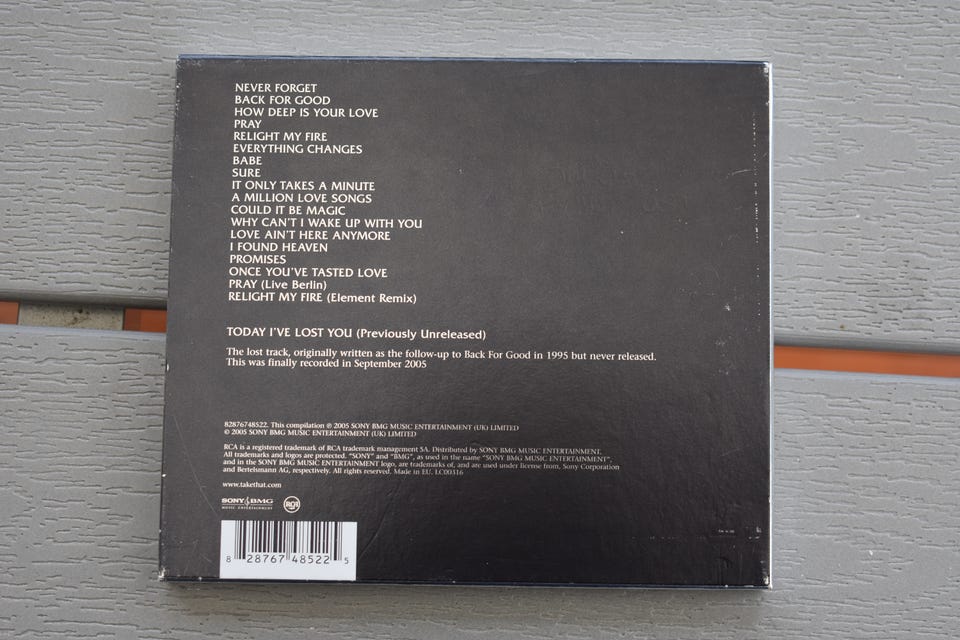 NEVER FORGET
BACK FOR GOOD
HOW DEEP IS YOUR LOVE
PRAY
RELIGHT MY FIRE
EVERYTHING CHANGES
BABE
SURE
IT ONLY TAKES A MINUTE
A MILLION LOVE SONGS
COULD IT BE MAGIC
WHY CAN'T I WAKE UP WITH YOU
LOVE AIN'T HERE ANYMORE
I FOUND HEAVEN
PROMISES
ONCE YOU'VE TASTED LOVE
PRAY (Live Berlin)
RELIGHT MY FIRE (Element Remix)
TODAY I'VE LOST YOU (Previously Unreleased)
The lost track, originally written as the follow-up to Back For Good in 1995 but never released.
This was finally recorded in September 2005
82876748522. This compilation ℗ 2005 SONY BMG MUSIC ENTERTAINMENT (UK) LIMITED
© 2005 SONY BMG MUSIC ENTERTAINMENT (UK) LIMITED
RCA is a registered trademark of RCA trademark management SA. Distributed by SONY BMG MUSIC ENTERTAINMENT.
All trademarks and logos are protected. "SONY" and "BMG", as used in the name "SONY BMG MUSIC ENTERTAINMENT",
and in the SONY BMG MUSIC ENTERTAINMENT logo, are trademarks of, and are used under license from, Sony Corporation
and Bertelsmann AG, respectively. All rights reserved. Made in EU. LC00316
www.takethat.com
SONY BMG RCA
MUSIC ENTERTAINMENT
8 28767 48522 5